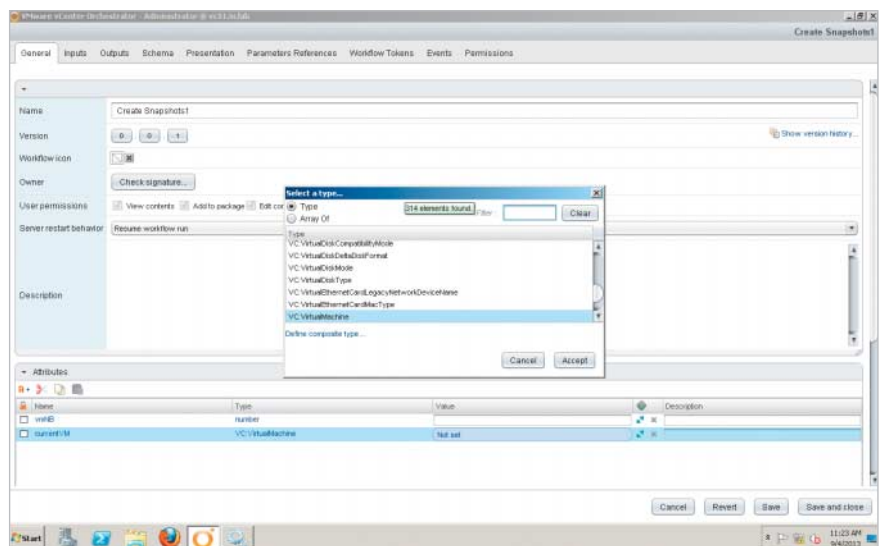 VMware vCenter Orchestrator - Administrator @ vc51.
Create Snapshots1
General Inputs Outputs Schema Presentation Parameters References Workflow Tokens Events Permissions
Name Create Snapshots1
Version 0 0 1 Show version history...
Workflow icon
Owner Check signature...
User permissions View contents Add to package Edit
Server restart behavior Resume workflow run
Description
Select a type...
Type 314 elements found. Filter Clear
Array Of
Type
VC:VirtualDiskCompatibilityMode
VC:VirtualDiskDeltaDiskFormat
VC:VirtualDiskMode
VC:VirtualDiskType
VC:VirtualEthernetCardLegacyNetworkDeviceName
VC:VirtualEthernetCardMacType
VC:VirtualMachine
Define composite type...
Cancel Accept
Attributes
Name Type Value Description
vmNB number
currentVM VC:VirtualMachine Not set
Cancel Revert Save Save and close
Start
11:23 AM
9/4/2013